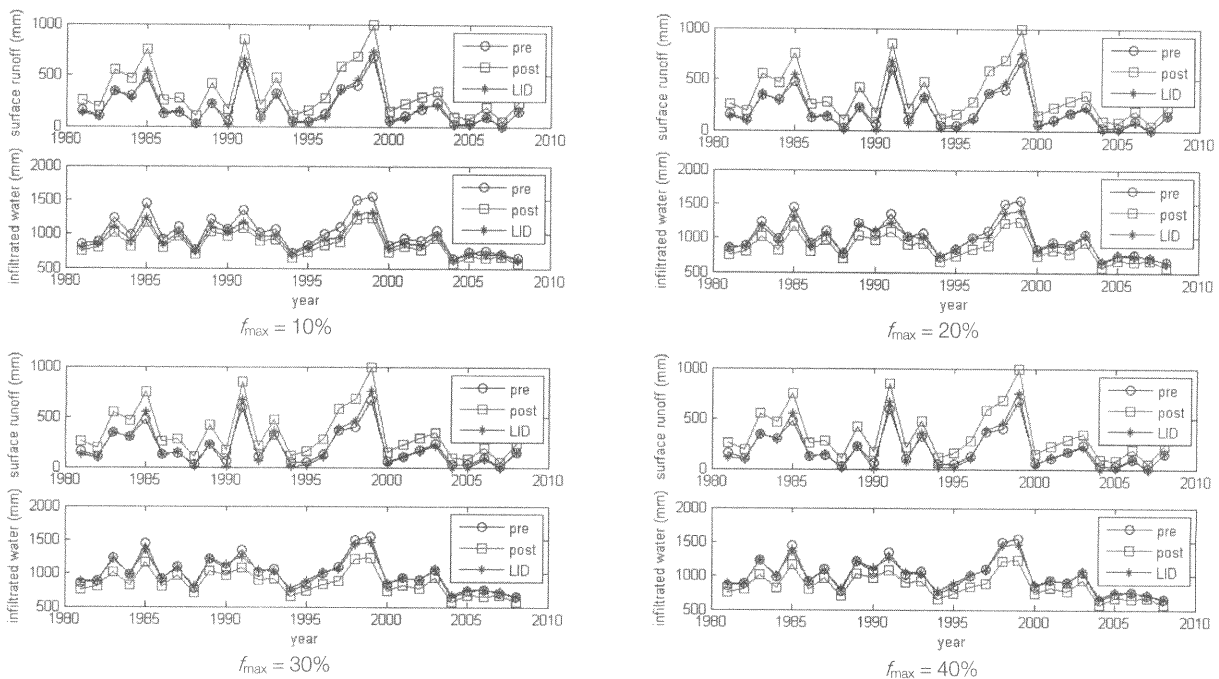 surface runoff (mm)
1000
500
0
1980 1985 1990 1995 2000 2005 2010
pre
post
LID
infiltrated water (mm)
2000
1500
1000
500
1980 1985 1990 1995 2000 2005 2010
pre
post
LID
year
fmax = 10%
surface runoff (mm)
1000
500
0
1980 1985 1990 1995 2000 2005 2010
pre
post
LID
infiltrated water (mm)
2000
1500
1000
500
1980 1985 1990 1995 2000 2005 2010
pre
post
LID
year
fmax = 20%
surface runoff (mm)
1000
500
0
1980 1985 1990 1995 2000 2005 2010
pre
post
LID
infiltrated water (mm)
2000
1500
1000
500
1980 1985 1990 1995 2000 2005 2010
pre
post
LID
year
fmax = 30%
surface runoff (mm)
1000
500
0
1980 1985 1990 1995 2000 2005 2010
pre
post
LID
infiltrated water (mm)
2000
1500
1000
500
1980 1985 1990 1995 2000 2005 2010
pre
post
LID
year
fmax = 40%